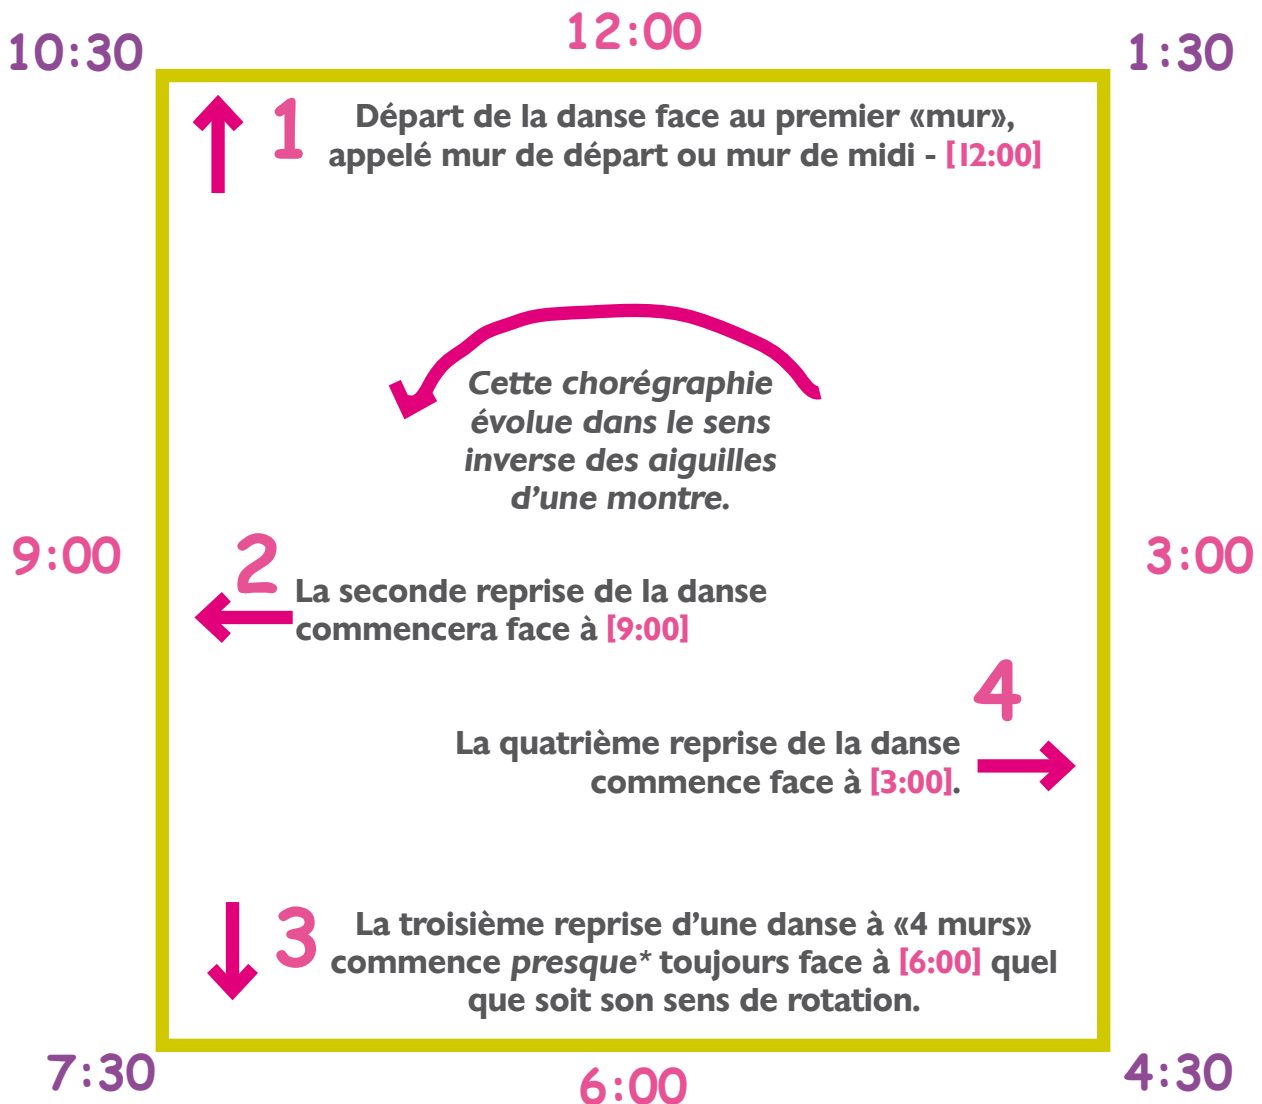 12:00
10:30
1:30
1
Départ de la danse face au premier «mur»,
appelé mur de départ ou mur de midi - [12:00]
Cette chorégraphie
évolue dans le sens
inverse des aiguilles
d’une montre.
9:00
3:00
2
La seconde reprise de la danse
commencera face à [9:00]
4
La quatrième reprise de la danse
commence face à [3:00].
3
La troisième reprise d’une danse à «4 murs»
commence presque* toujours face à [6:00] quel
que soit son sens de rotation.
7:30
6:00
4:30